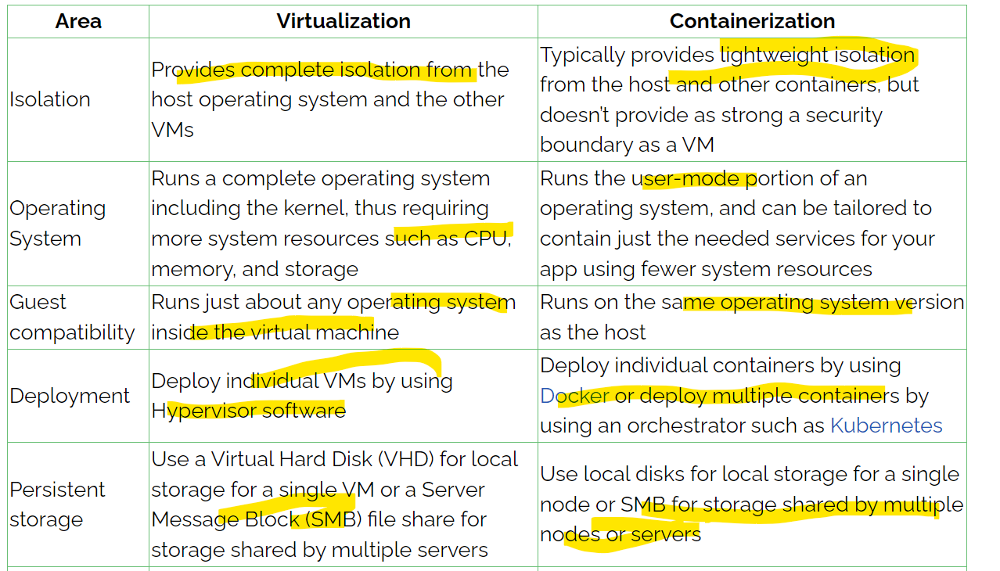 Area Virtualization Containerization
Isolation
Provides complete isolation from the
host operating system and the other
VMs
Typically provides lightweight isolation
from the host and other containers, but
doesn’t provide as strong a security
boundary as a VM
Operating
System
Runs a complete operating system
including the kernel, thus requiring
more system resources such as CPU,
memory, and storage
Runs the user-mode portion of an
operating system, and can be tailored to
contain just the needed services for your
app using fewer system resources
Guest
compatibility
Runs just about any operating system
inside the virtual machine
Runs on the same operating system version
as the host
Deployment
Deploy individual VMs by using
Hypervisor software
Deploy individual containers by using
Docker or deploy multiple containers by
using an orchestrator such as Kubernetes
Persistent
storage
Use a Virtual Hard Disk (VHD) for local
storage for a single VM or a Server
Message Block (SMB) file share for
storage shared by multiple servers
Use local disks for local storage for a single
node or SMB for storage shared by multiple
nodes or servers